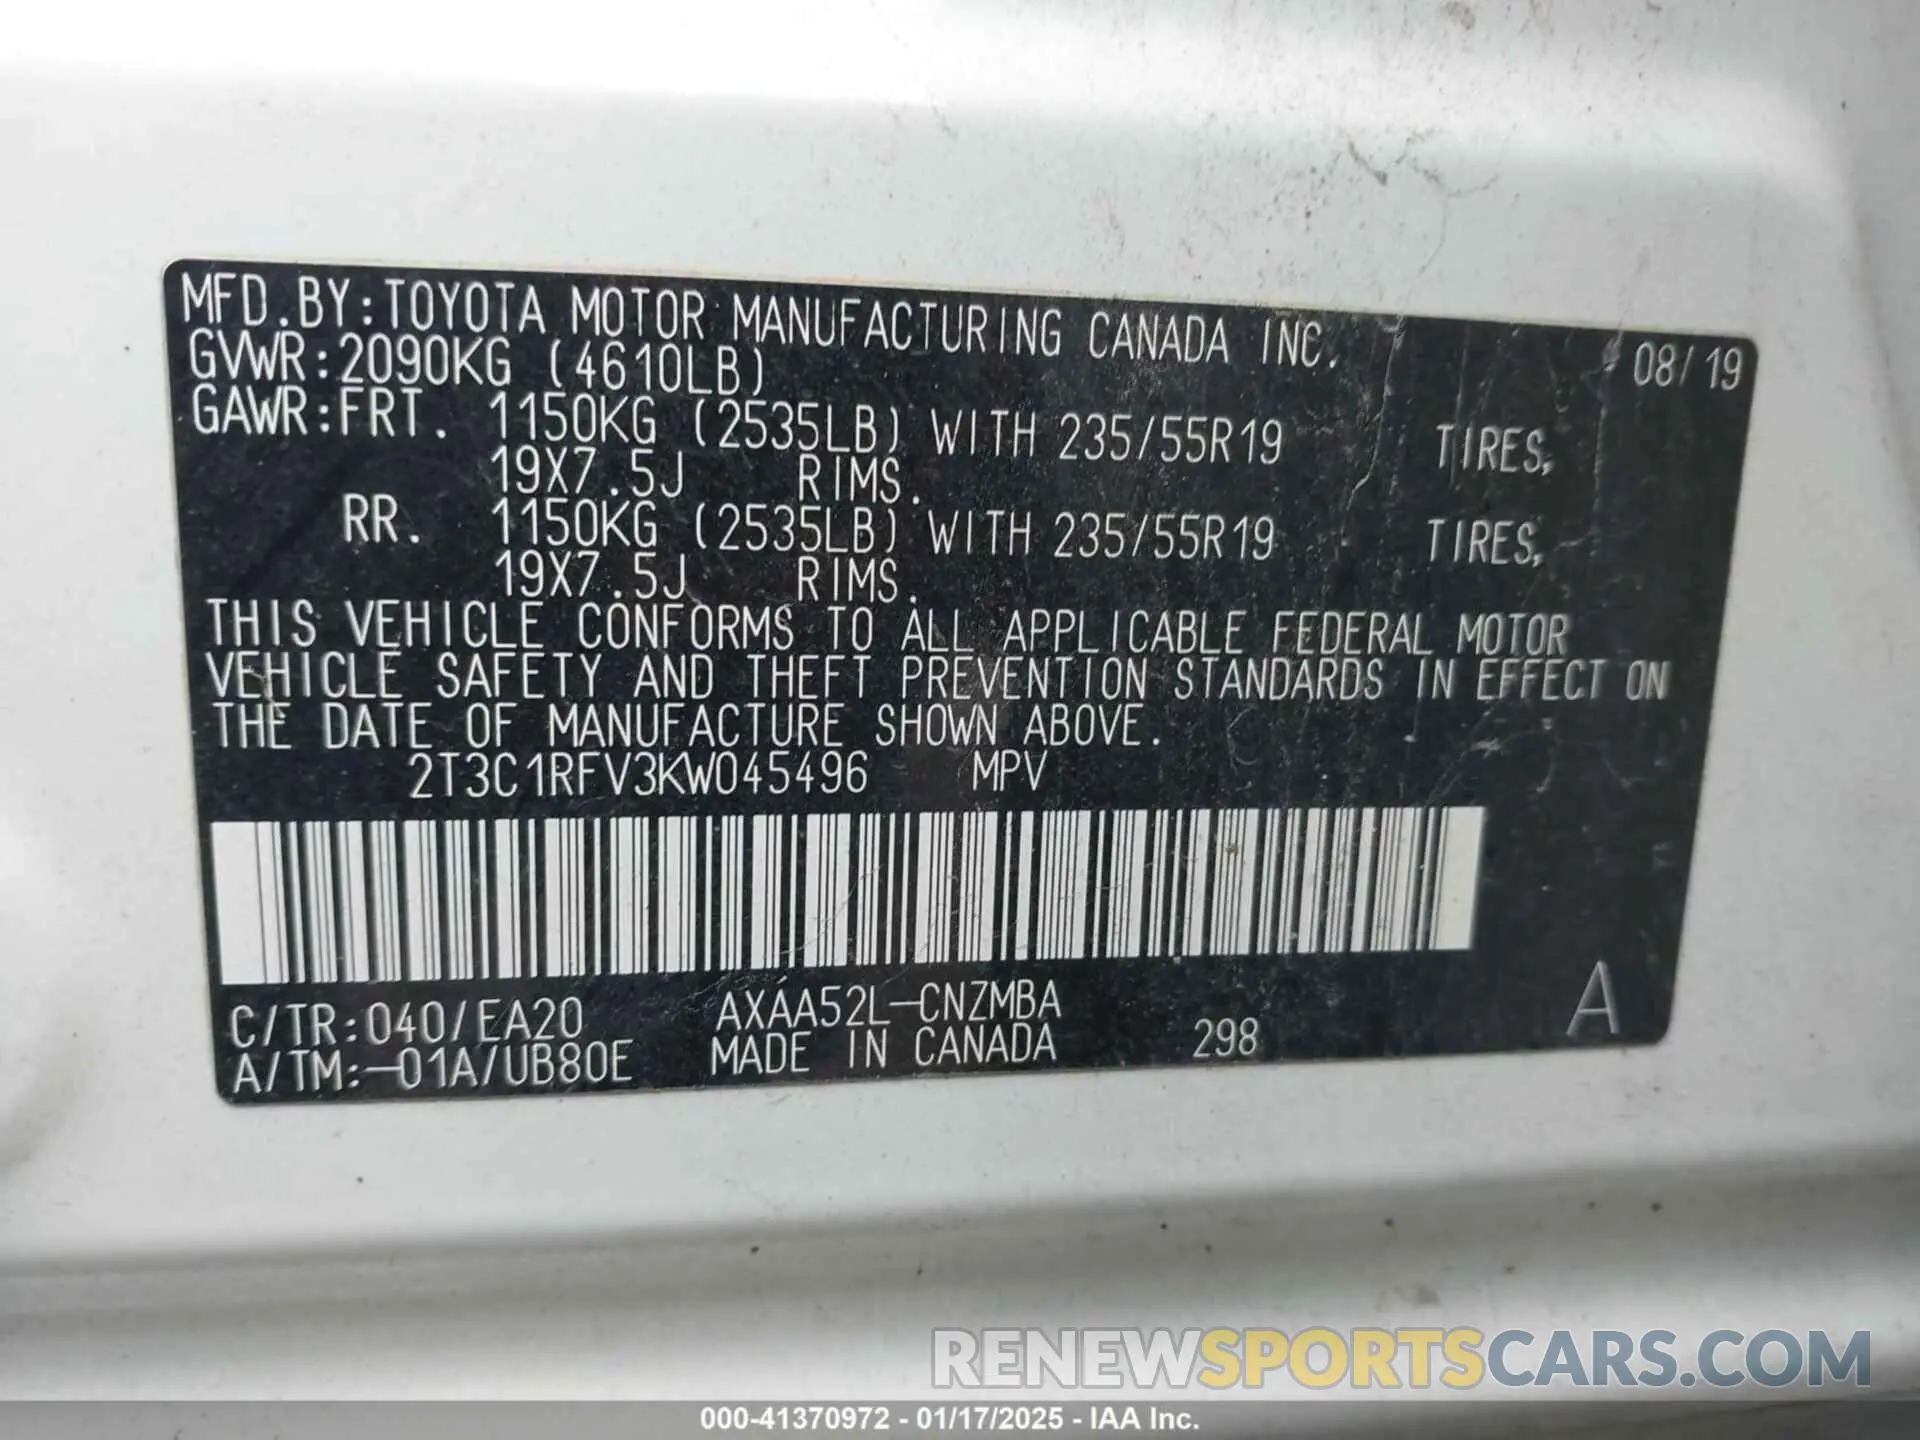 MFD.BY:TOYOTA MOTOR MANUFACTURING CANADA INC. 08/19
GVWR:2090KG (4610LB)
GAWR:FRT. 1150KG (2535LB) WITH 235/55R19 TIRES,
19X7.5J RIMS.
RR. 1150KG (2535LB) WITH 235/55R19 TIRES,
19X7.5J RIMS.
THIS VEHICLE CONFORMS TO ALL APPLICABLE FEDERAL MOTOR
VEHICLE SAFETY AND THEFT PREVENTION STANDARDS IN EFFECT ON
THE DATE OF MANUFACTURE SHOWN ABOVE.
2T3C1RFV3KW045496 MPV
C/TR:040/EA20 AXAA52L-CNZMBA A
A/TM:-01A/UB80E MADE IN CANADA 298
RENEWSPORTSCARS.COM
000-41370972 - 01/17/2025 - IAA Inc.